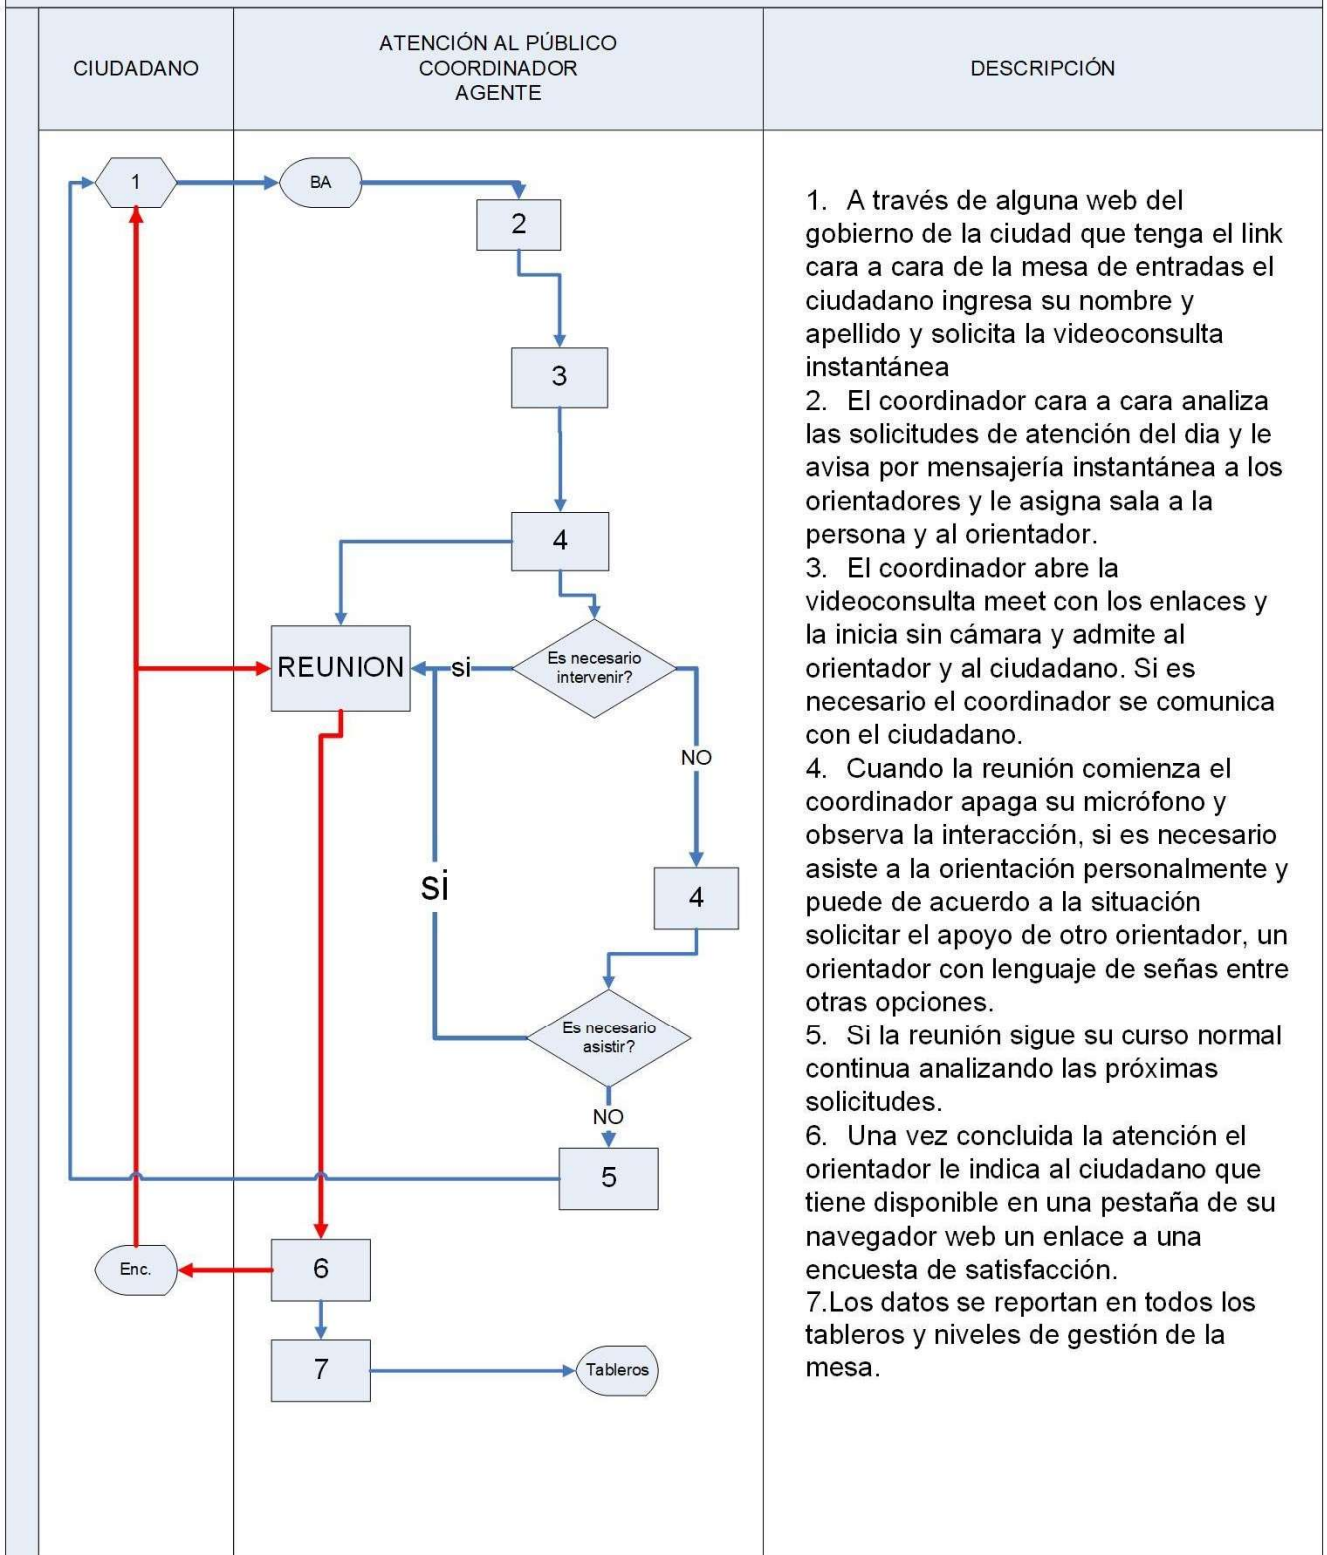 CIUDADANO
ATENCIÓN AL PÚBLICO
COORDINADOR
AGENTE
DESCRIPCIÓN
1
BA
2
3
4
REUNION
si
Es necesario
intervenir?
NO
si
4
Es necesario
asistir?
NO
5
Enc.
6
7
Tableros
1. A través de alguna web del
gobierno de la ciudad que tenga el link
cara a cara de la mesa de entradas el
ciudadano ingresa su nombre y
apellido y solicita la videoconsulta
instantánea
2. El coordinador cara a cara analiza
las solicitudes de atención del dia y le
avisa por mensajería instantánea a los
orientadores y le asigna sala a la
persona y al orientador.
3. El coordinador abre la
videoconsulta meet con los enlaces y
la inicia sin cámara y admite al
orientador y al ciudadano. Si es
necesario el coordinador se comunica
con el ciudadano.
4. Cuando la reunión comienza el
coordinador apaga su micrófono y
observa la interacción, si es necesario
asiste a la orientación personalmente y
puede de acuerdo a la situación
solicitar el apoyo de otro orientador, un
orientador con lenguaje de señas entre
otras opciones.
5. Si la reunión sigue su curso normal
continua analizando las próximas
solicitudes.
6. Una vez concluida la atención el
orientador le indica al ciudadano que
tiene disponible en una pestaña de su
navegador web un enlace a una
encuesta de satisfacción.
7.Los datos se reportan en todos los
tableros y niveles de gestión de la
mesa.